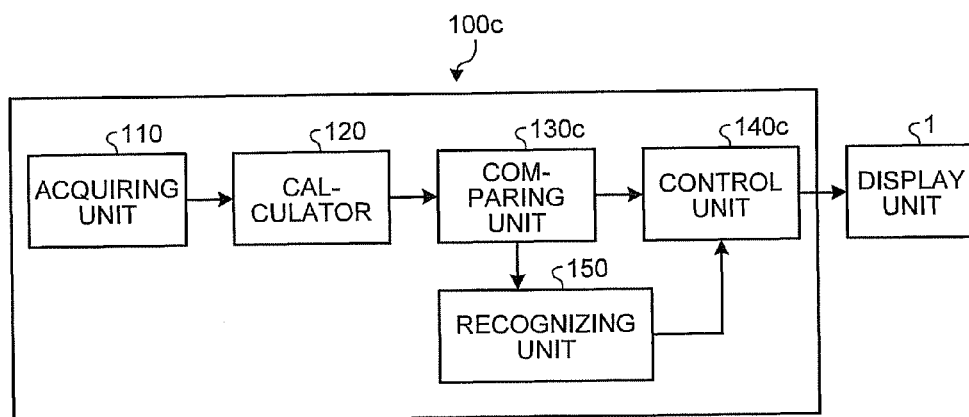 100c
110
120
130c
140c
1
ACQUIRING
UNIT
CAL-
CULATOR
COM-
PARING
UNIT
CONTROL
UNIT
DISPLAY
UNIT
150
RECOGNIZING
UNIT